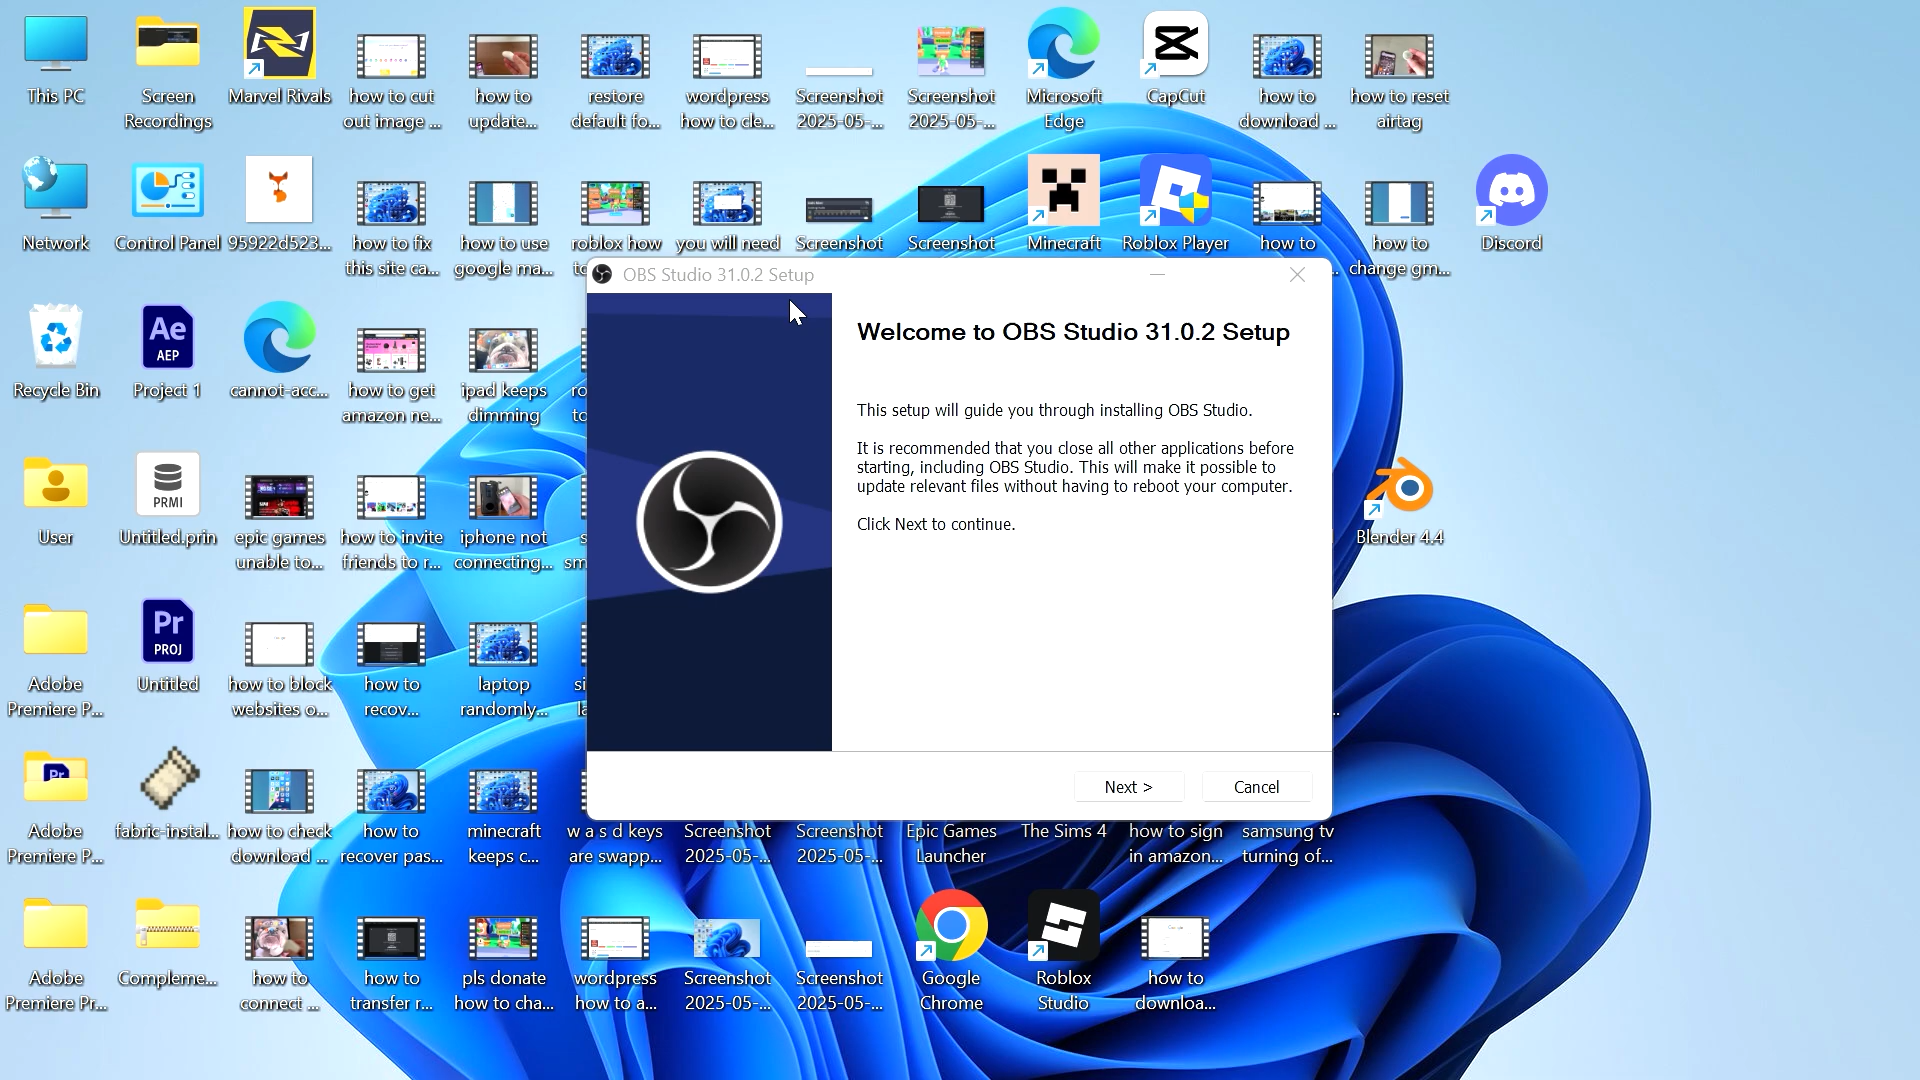 This PC
Screen
Recordings
Marvel Rivals
how to cut
out image ...
how to
update...
restore
default fo...
wordpress
how to cle...
Screenshot
2025-05-...
Screenshot
2025-05-...
Microsoft
Edge
CapCut
how to
download ...
how to reset
airtag
Network
Control Panel
95922d523...
how to fix
this site ca...
how to use
google ma...
roblox how
you will need
Screenshot
Screenshot
Minecraft
Roblox Player
how to
how to
change gm...
Discord
OBS Studio 31.0.2 Setup
Welcome to OBS Studio 31.0.2 Setup
This setup will guide you through installing OBS Studio.
It is recommended that you close all other applications before
starting, including OBS Studio. This will make it possible to
update relevant files without having to reboot your computer.
Click Next to continue.
Next >
Cancel
Recycle Bin
Ae
AEP
Project 1
cannot-acc...
how to get
amazon ne...
ipad keeps
dimming
User
PRMI
Untitled.prin
epic games
unable to...
how to invite
friends to r...
iphone not
connecting...
Blender 4.4
Adobe
Premiere P...
Pr
PROJ
Untitled
how to block
websites o...
how to
recov...
laptop
randomly...
Pr
Adobe
Premiere P...
fabric-instal...
how to check
download ...
how to
recover pas...
minecraft
keeps c...
w a s d keys
are swapp...
Screenshot
2025-05-...
Screenshot
2025-05-...
Epic Games
Launcher
The Sims 4
how to sign
in amazon...
samsung tv
turning of...
Adobe
Premiere Pr...
Compleme...
how to
connect ...
how to
transfer r...
pls donate
how to cha...
wordpress
how to a...
Screenshot
2025-05-...
Screenshot
2025-05-...
Google
Chrome
Roblox
Studio
how to
downloa...